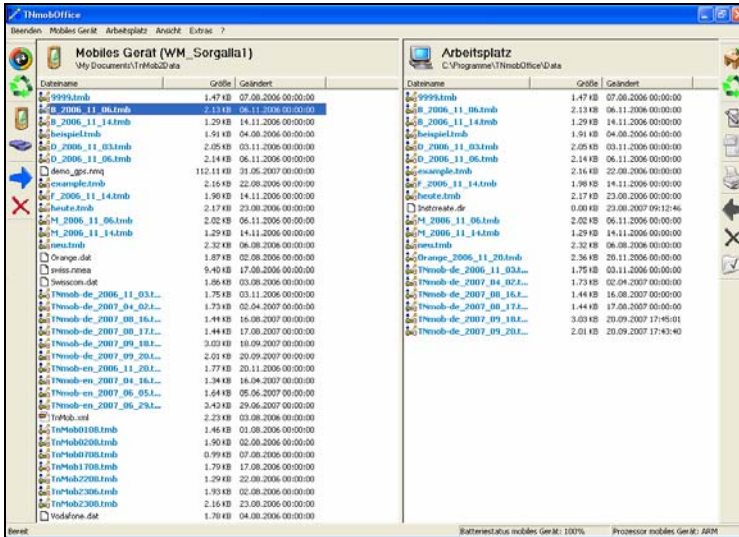 TNmobOffice
Beenden Mobiles Gerät Arbeitsplatz Ansicht Extras ?
Mobiles Gerät (WM_Sorgalla1)
\My Documents\TnMob2Data
Dateiname Größe Geändert
9999.tmb 1.47 KB 07.08.2006 00:00:00
B_2006_11_06.tmb 2.13 KB 06.11.2006 00:00:00
B_2006_11_14.tmb 1.29 KB 14.11.2006 00:00:00
beispiel.tmb 1.91 KB 04.08.2006 00:00:00
D_2006_11_03.tmb 2.05 KB 03.11.2006 00:00:00
D_2006_11_06.tmb 2.14 KB 06.11.2006 00:00:00
demo_gps.nmq 112.11 KB 31.05.2007 00:00:00
example.tmb 2.16 KB 22.08.2006 00:00:00
F_2006_11_14.tmb 1.98 KB 14.11.2006 00:00:00
heute.tmb 2.17 KB 23.08.2006 00:00:00
M_2006_11_06.tmb 2.02 KB 06.11.2006 00:00:00
M_2006_11_14.tmb 1.29 KB 14.11.2006 00:00:00
neu.tmb 2.32 KB 06.08.2006 00:00:00
Orange.dat 1.87 KB 02.08.2006 00:00:00
swiss.nmea 9.40 KB 17.08.2006 00:00:00
Swisscom.dat 1.86 KB 03.08.2006 00:00:00
TNmob-de_2006_11_03.t... 1.75 KB 03.11.2006 00:00:00
TNmob-de_2007_04_02.t... 1.73 KB 02.04.2007 00:00:00
TNmob-de_2007_08_16.t... 1.44 KB 16.08.2007 00:00:00
TNmob-de_2007_08_17.t... 1.44 KB 17.08.2007 00:00:00
TNmob-de_2007_09_18.t... 3.03 KB 18.09.2007 00:00:00
TNmob-de_2007_09_20.t... 2.01 KB 20.09.2007 00:00:00
TNmob-en_2006_11_20.t... 1.77 KB 20.11.2006 00:00:00
TNmob-en_2007_04_16.t... 1.34 KB 16.04.2007 00:00:00
TNmob-en_2007_06_05.t... 1.64 KB 05.06.2007 00:00:00
TNmob-en_2007_06_29.t... 3.43 KB 29.06.2007 00:00:00
TnMob.xml 2.23 KB 03.08.2006 00:00:00
TnMob0108.tmb 1.46 KB 01.08.2006 00:00:00
TnMob0208.tmb 1.90 KB 02.08.2006 00:00:00
TnMob0708.tmb 0.99 KB 07.08.2006 00:00:00
TnMob1708.tmb 1.79 KB 17.08.2006 00:00:00
TnMob2208.tmb 1.29 KB 22.08.2006 00:00:00
TnMob2306.tmb 1.93 KB 02.08.2006 00:00:00
TnMob2308.tmb 2.16 KB 23.08.2006 00:00:00
Vodafone.dat 1.78 KB 04.08.2006 00:00:00
Arbeitsplatz
C:\Programme\TNmobOffice\Data
Dateiname Größe Geändert
9999.tmb 1.47 KB 07.08.2006 00:00:00
B_2006_11_06.tmb 2.13 KB 06.11.2006 00:00:00
B_2006_11_14.tmb 1.29 KB 14.11.2006 00:00:00
beispiel.tmb 1.91 KB 04.08.2006 00:00:00
D_2006_11_03.tmb 2.05 KB 03.11.2006 00:00:00
D_2006_11_06.tmb 2.14 KB 06.11.2006 00:00:00
example.tmb 2.16 KB 22.08.2006 00:00:00
F_2006_11_14.tmb 1.98 KB 14.11.2006 00:00:00
heute.tmb 2.17 KB 23.08.2006 00:00:00
Instcreate.dir 0.00 KB 23.08.2007 09:12:46
M_2006_11_06.tmb 2.02 KB 06.11.2006 00:00:00
M_2006_11_14.tmb 1.29 KB 14.11.2006 00:00:00
neu.tmb 2.32 KB 06.08.2006 00:00:00
Orange_2006_11_20.tmb 2.36 KB 20.11.2006 00:00:00
TNmob-de_2006_11_03.t... 1.75 KB 03.11.2006 00:00:00
TNmob-de_2007_04_02.t... 1.73 KB 02.04.2007 00:00:00
TNmob-de_2007_08_16.t... 1.44 KB 16.08.2007 00:00:00
TNmob-de_2007_08_17.t... 1.44 KB 17.08.2007 00:00:00
TNmob-de_2007_09_18.t... 3.03 KB 20.09.2007 17:45:01
TNmob-de_2007_09_20.t... 2.01 KB 20.09.2007 17:43:40
Bereit
Batteriestatus mobiles Gerät: 100%
Prozessor mobiles Gerät: ARM